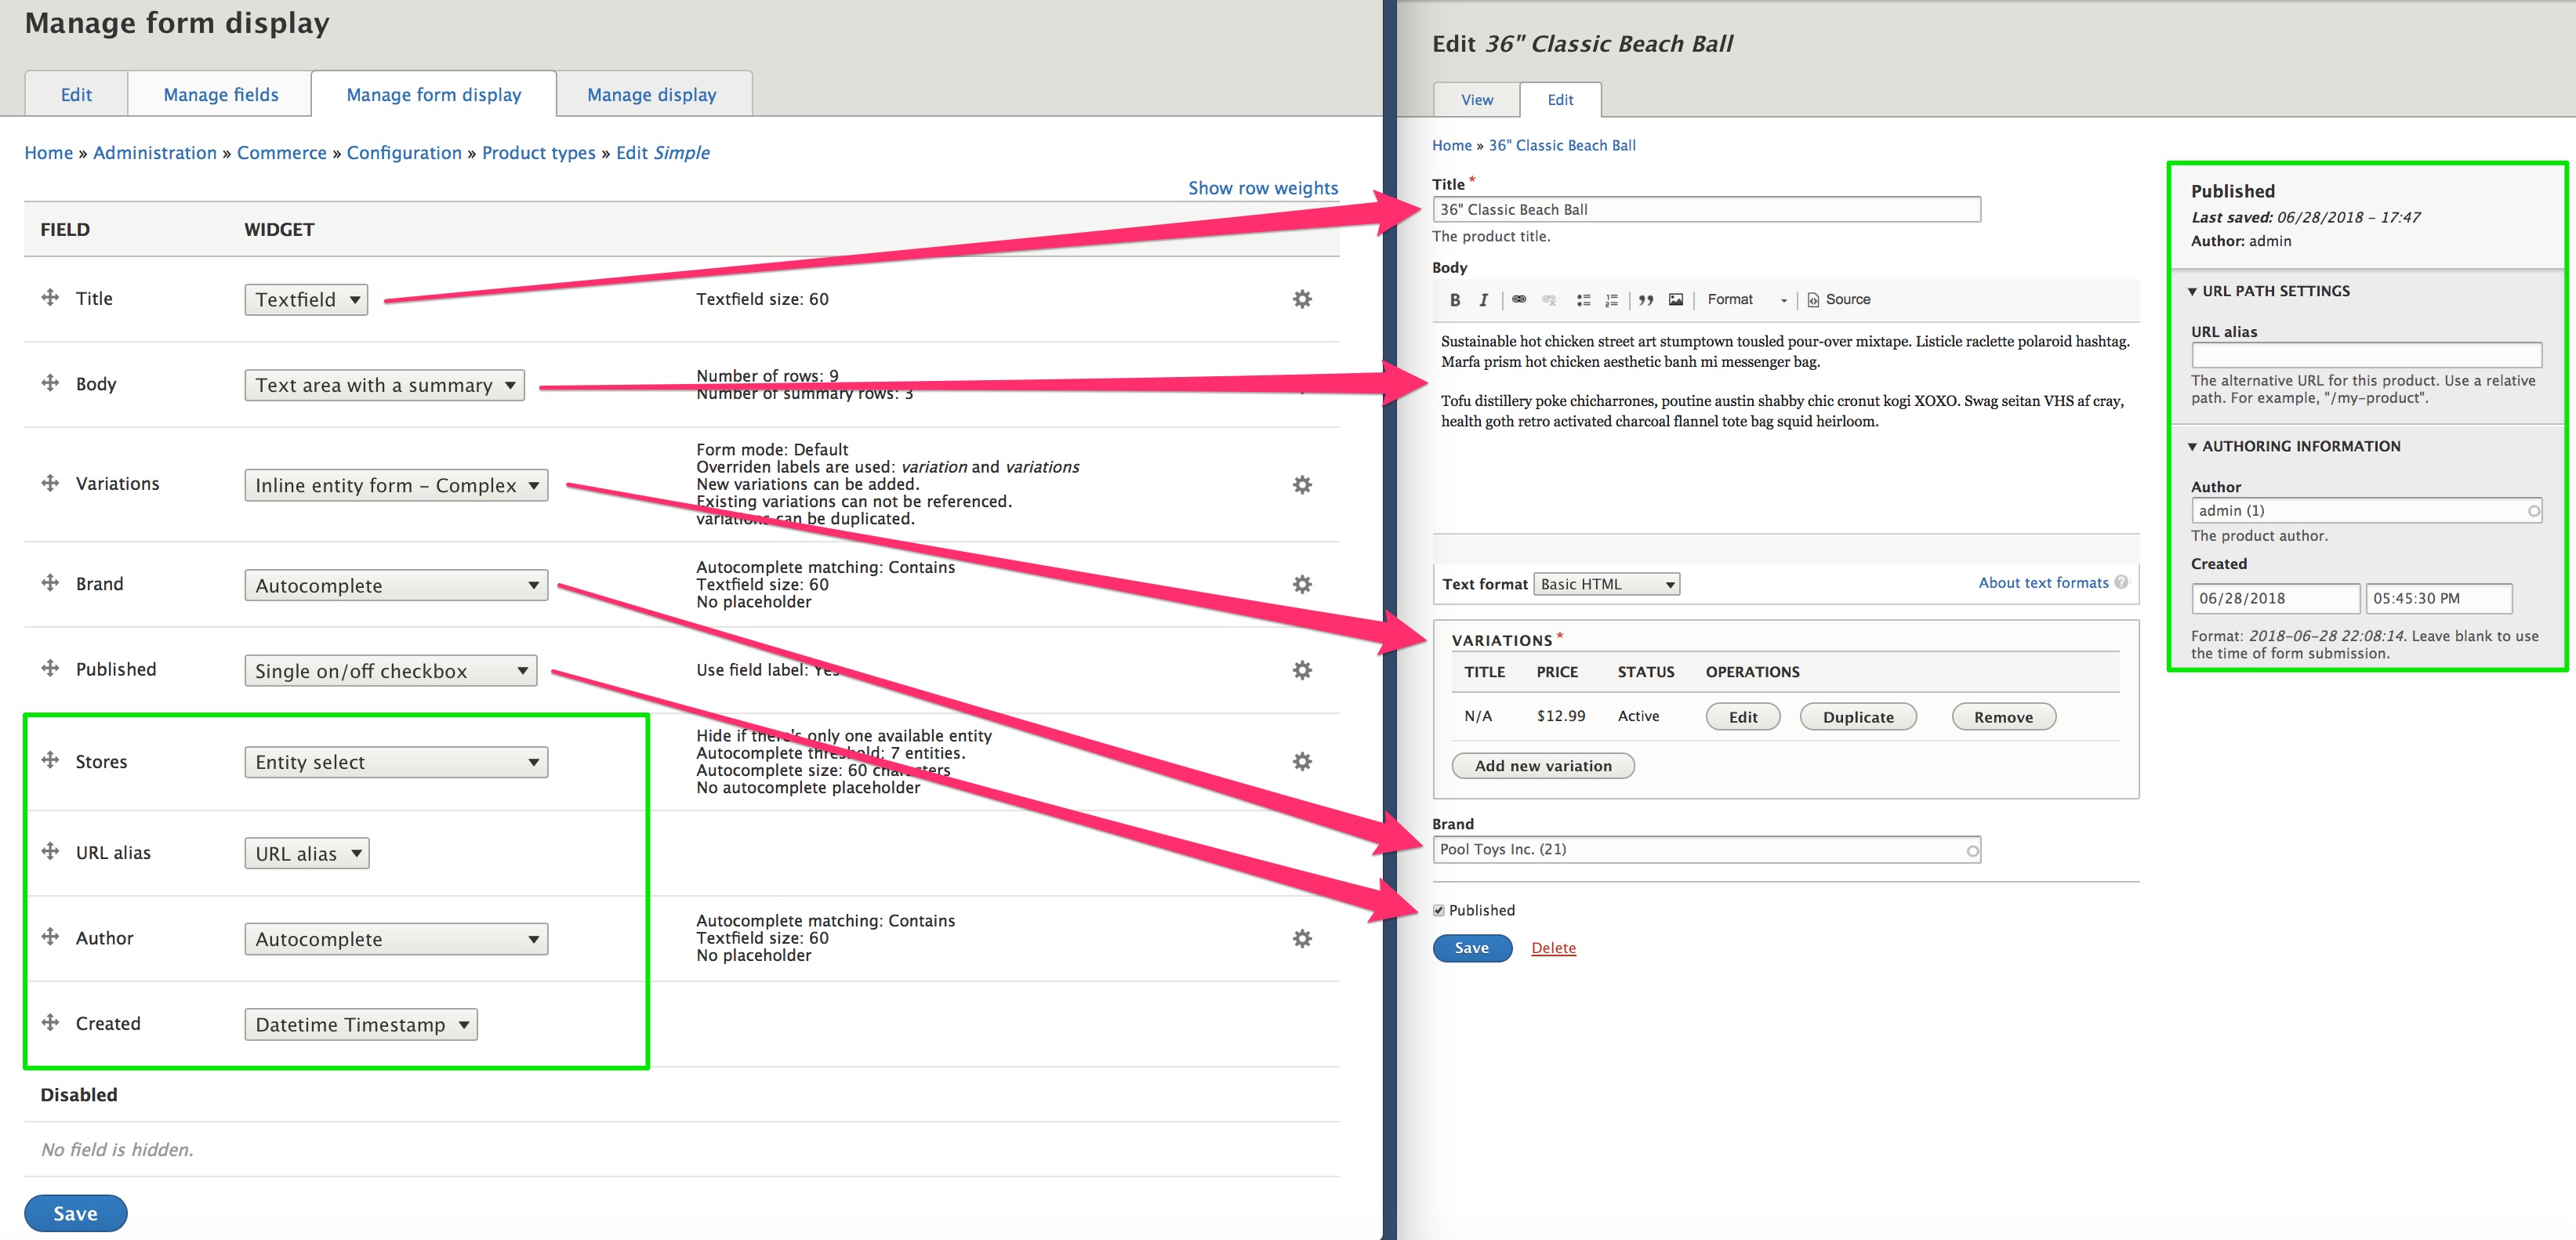 Manage form display
Edit
Manage fields
Manage form display
Manage display
Home » Administration » Commerce » Configuration » Product types » Edit Simple
Show row weights
FIELD WIDGET
Title Textfield Textfield size: 60
Body Text area with a summary Number of rows: 9
Number of summary rows: 3
Variations Inline entity form – Complex Form mode: Default
Overriden labels are used: variation and variations
New variations can be added.
Existing variations can not be referenced.
variations can be duplicated.
Brand Autocomplete Autocomplete matching: Contains
Textfield size: 60
No placeholder
Published Single on/off checkbox Use field label: Yes
Stores Entity select Hide if there's only one available entity
Autocomplete threshold: 7 entities.
Autocomplete size: 60 characters
No autocomplete placeholder
URL alias URL alias
Author Autocomplete Autocomplete matching: Contains
Textfield size: 60
No placeholder
Created Datetime Timestamp
Disabled
No field is hidden.
Save
Edit 36" Classic Beach Ball
View
Edit
Home » 36" Classic Beach Ball
Title *
36" Classic Beach Ball
The product title.
Body
B I Format Source
Sustainable hot chicken street art stumptown tousled pour-over mixtape. Listicle raclette polaroid hashtag.
Marfa prism hot chicken aesthetic banh mi messenger bag.
Tofu distillery poke chicharrones, poutine austin shabby chic cronut kogi XOXO. Swag seitan VHS af cray,
health goth retro activated charcoal flannel tote bag squid heirloom.
Text format Basic HTML About text formats ?
VARIATIONS *
TITLE PRICE STATUS OPERATIONS
N/A $12.99 Active Edit Duplicate Remove
Add new variation
Brand
Pool Toys Inc. (21)
Published
Save Delete
Published
Last saved: 06/28/2018 – 17:47
Author: admin
URL PATH SETTINGS
URL alias
The alternative URL for this product. Use a relative
path. For example, "/my-product".
AUTHORING INFORMATION
Author
admin (1)
The product author.
Created
06/28/2018 05:45:30 PM
Format: 2018-06-28 22:08:14. Leave blank to use
the time of form submission.